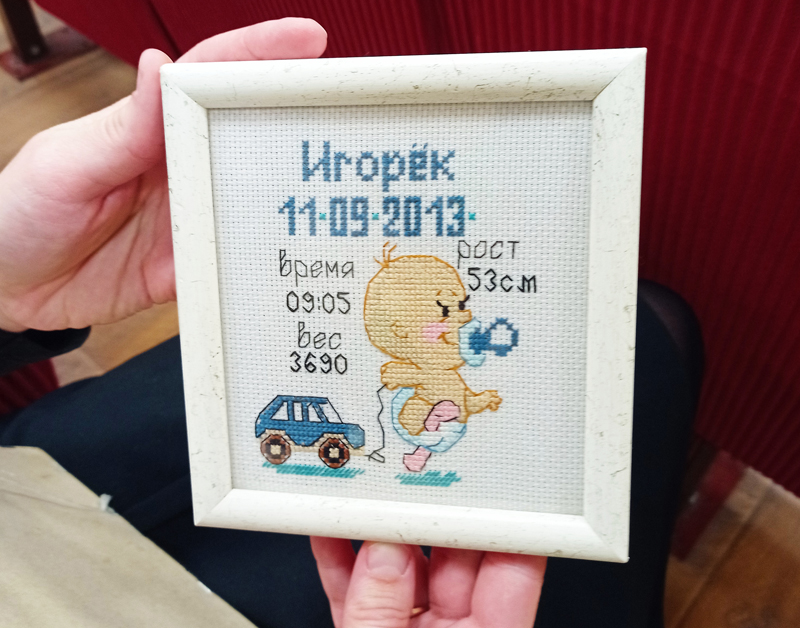 Игорёк
11·09·2013·
время
09:05
рост
53см
вес
3690